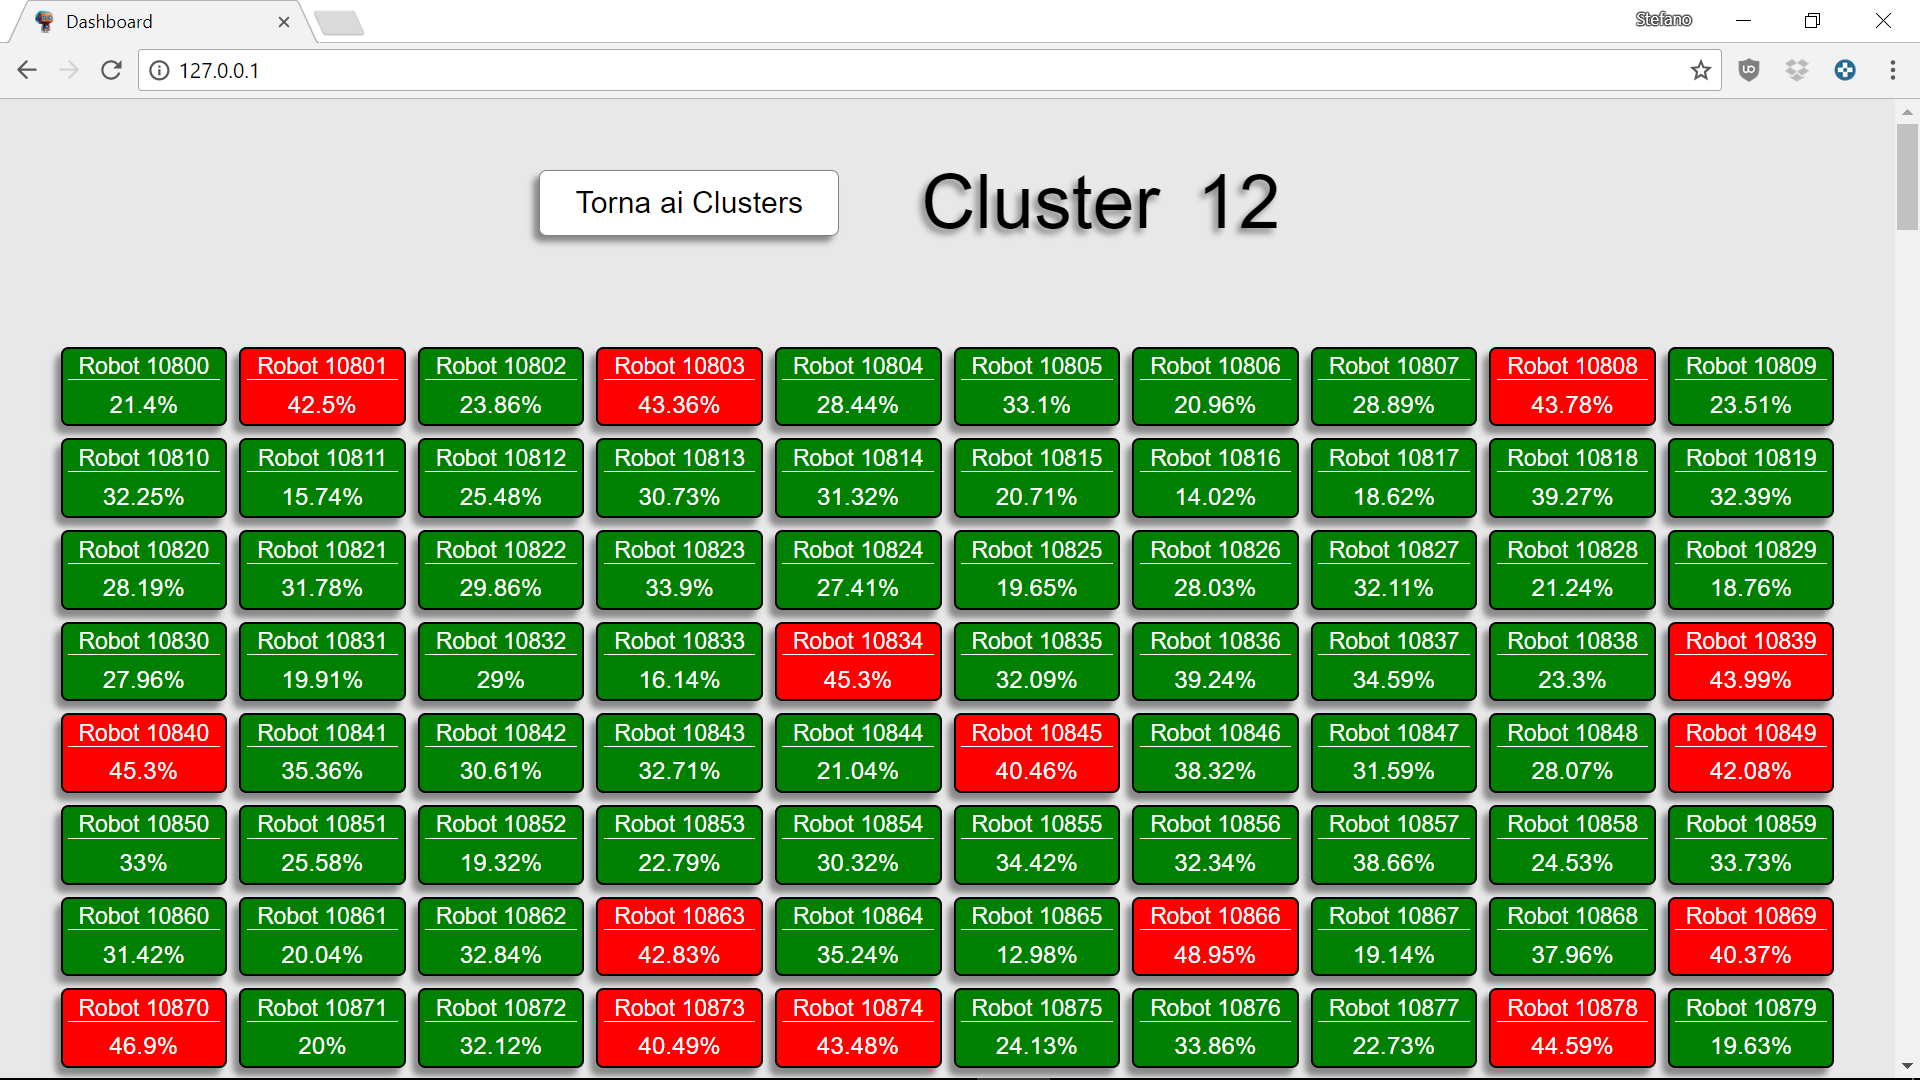 Dashboard
Stefano
127.0.0.1
Torna ai Clusters Cluster 12
Robot 10800 Robot 10801 Robot 10802 Robot 10803 Robot 10804 Robot 10805 Robot 10806 Robot 10807 Robot 10808 Robot 10809
21.4% 42.5% 23.86% 43.36% 28.44% 33.1% 20.96% 28.89% 43.78% 23.51%
Robot 10810 Robot 10811 Robot 10812 Robot 10813 Robot 10814 Robot 10815 Robot 10816 Robot 10817 Robot 10818 Robot 10819
32.25% 15.74% 25.48% 30.73% 31.32% 20.71% 14.02% 18.62% 39.27% 32.39%
Robot 10820 Robot 10821 Robot 10822 Robot 10823 Robot 10824 Robot 10825 Robot 10826 Robot 10827 Robot 10828 Robot 10829
28.19% 31.78% 29.86% 33.9% 27.41% 19.65% 28.03% 32.11% 21.24% 18.76%
Robot 10830 Robot 10831 Robot 10832 Robot 10833 Robot 10834 Robot 10835 Robot 10836 Robot 10837 Robot 10838 Robot 10839
27.96% 19.91% 29% 16.14% 45.3% 32.09% 39.24% 34.59% 23.3% 43.99%
Robot 10840 Robot 10841 Robot 10842 Robot 10843 Robot 10844 Robot 10845 Robot 10846 Robot 10847 Robot 10848 Robot 10849
45.3% 35.36% 30.61% 32.71% 21.04% 40.46% 38.32% 31.59% 28.07% 42.08%
Robot 10850 Robot 10851 Robot 10852 Robot 10853 Robot 10854 Robot 10855 Robot 10856 Robot 10857 Robot 10858 Robot 10859
33% 25.58% 19.32% 22.79% 30.32% 34.42% 32.34% 38.66% 24.53% 33.73%
Robot 10860 Robot 10861 Robot 10862 Robot 10863 Robot 10864 Robot 10865 Robot 10866 Robot 10867 Robot 10868 Robot 10869
31.42% 20.04% 32.84% 42.83% 35.24% 12.98% 48.95% 19.14% 37.96% 40.37%
Robot 10870 Robot 10871 Robot 10872 Robot 10873 Robot 10874 Robot 10875 Robot 10876 Robot 10877 Robot 10878 Robot 10879
46.9% 20% 32.12% 40.49% 43.48% 24.13% 33.86% 22.73% 44.59% 19.63%